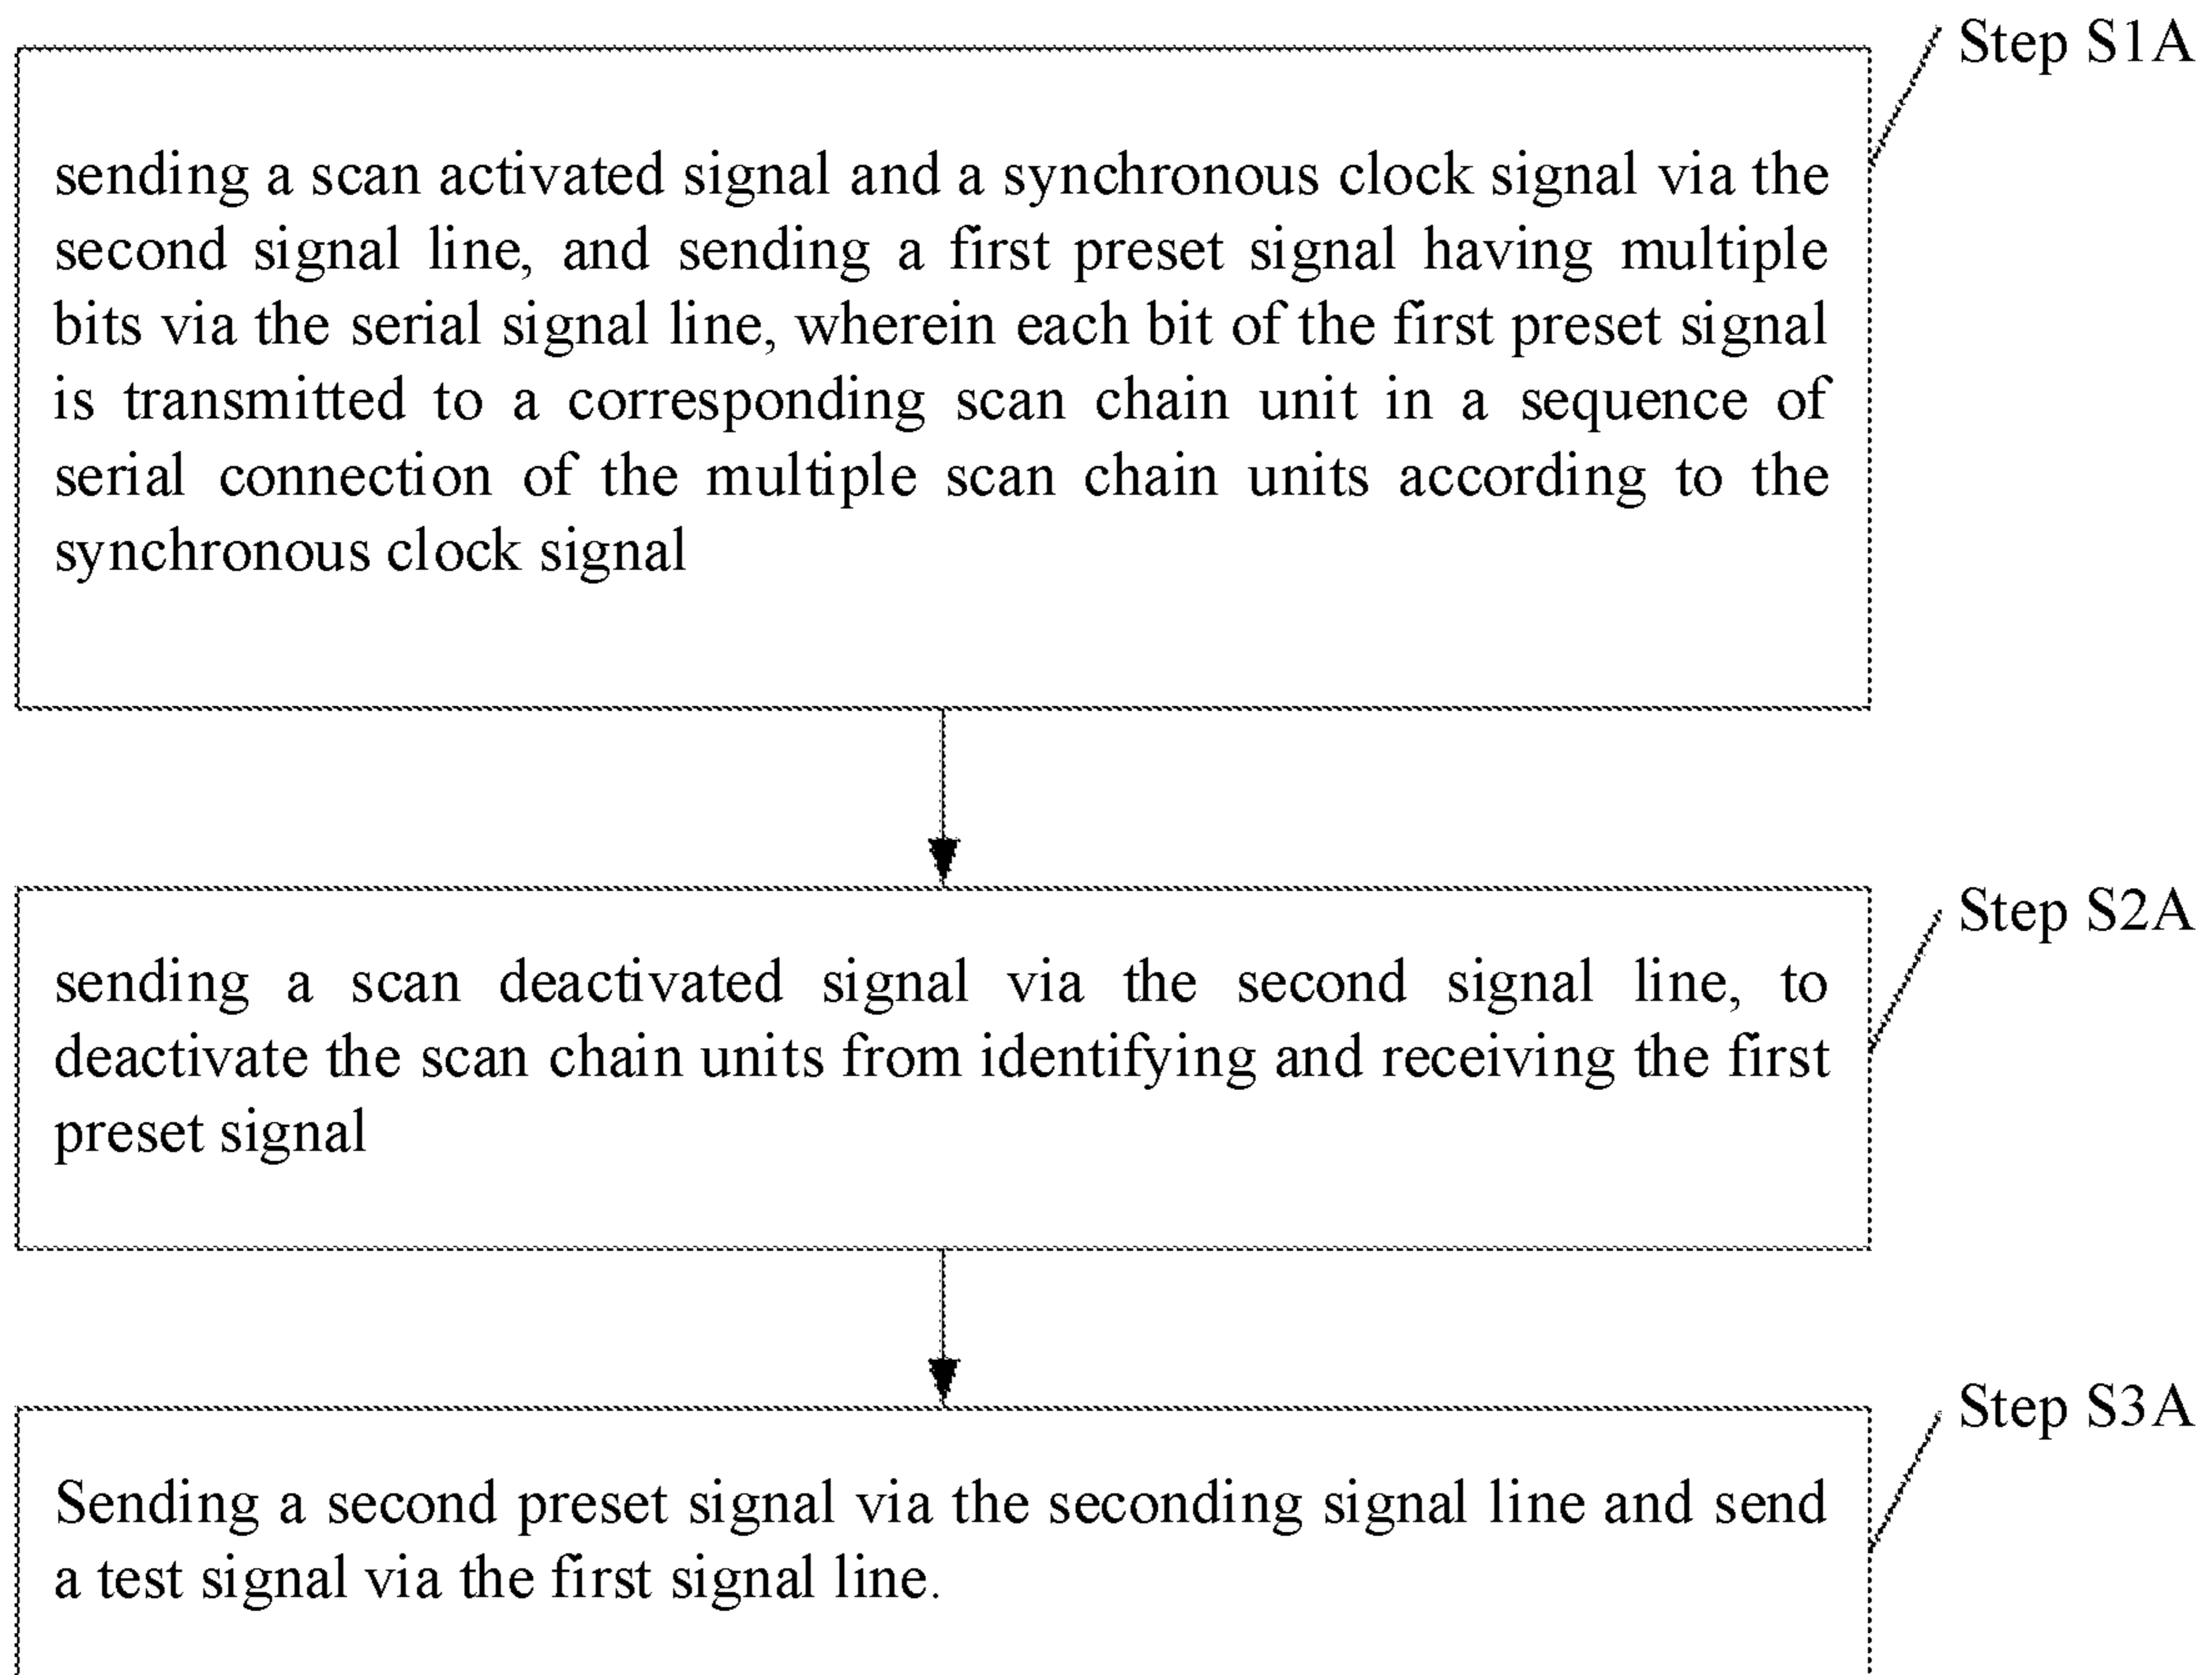 Step S1A
sending a scan activated signal and a synchronous clock signal via the
second signal line, and sending a first preset signal having multiple
bits via the serial signal line, wherein each bit of the first preset signal
is transmitted to a corresponding scan chain unit in a sequence of
serial connection of the multiple scan chain units according to the
synchronous clock signal
Step S2A
sending a scan deactivated signal via the second signal line, to
deactivate the scan chain units from identifying and receiving the first
preset signal
Step S3A
Sending a second preset signal via the seconding signal line and send
a test signal via the first signal line.